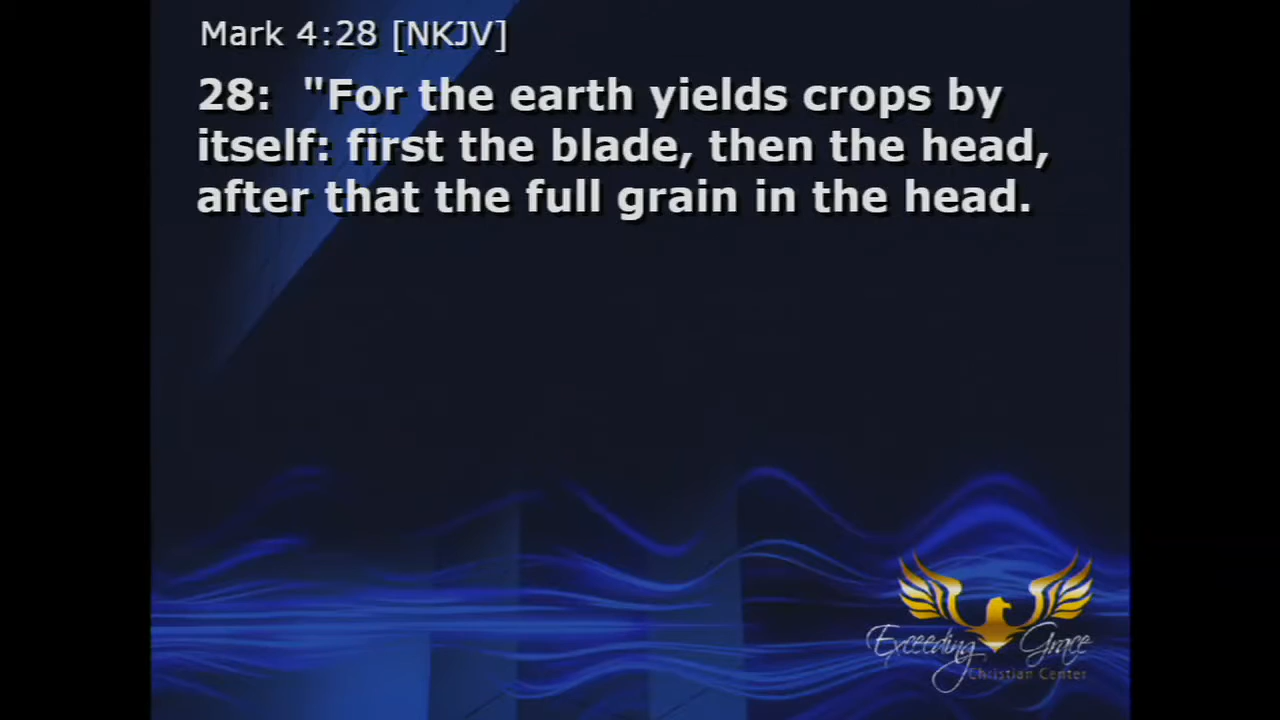 Mark 4:28 [NKJV]
28: "For the earth yields crops by
itself: first the blade, then the head,
after that the full grain in the head.
Exceeding Grace
Christian Center